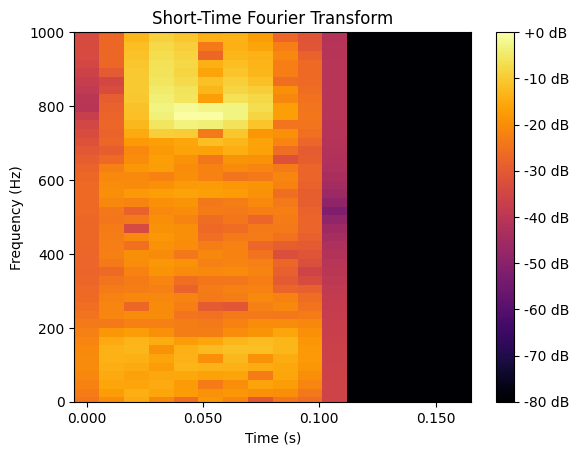 Short-Time Fourier Transform
1000
800
600
400
200
0
Frequency (Hz)
0.000
0.050
0.100
0.150
Time (s)
+0 dB
-10 dB
-20 dB
-30 dB
-40 dB
-50 dB
-60 dB
-70 dB
-80 dB